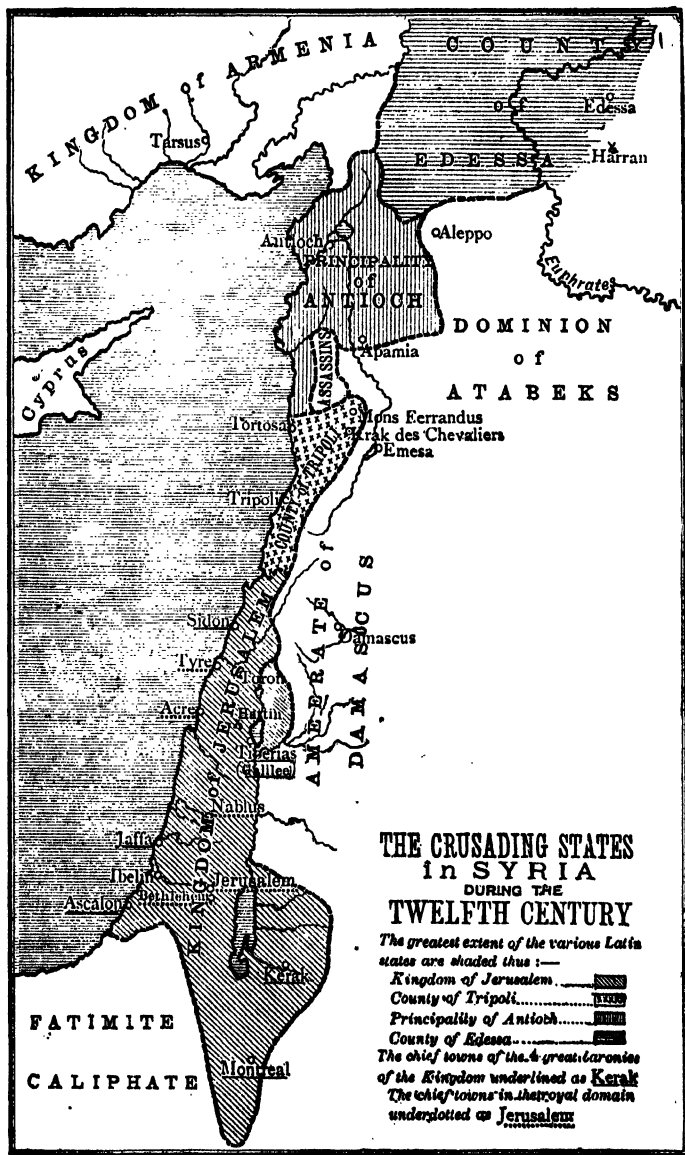 KINGDOM of ARMENIA
COUNTY
of
EDESSA
Edessa
Harran
Tarsus
Antioch
Aleppo
PRINCIPALITY
of
ANTIOCH
Euphrates
DOMINION
of
ATABEKS
Apamia
ASSASSINS
Cyprus
Tortosa
Mons Ferrandus
Krak des Chevaliers
Emesa
COUNTY of TRIPOLI
Tripoli
AMEERATE of
DAMASCUS
Sidon
Damascus
Tyre
Toron
Acre
Hattin
Tiberias
(Galilee)
KINGDOM of JERUSALEM
Nablus
Jaffa
Ibelin
Jerusalem
Ascalon
Bethlehem
Kerak
Montreal
FATIMITE
CALIPHATE
THE CRUSADING STATES
in SYRIA
DURING THE
TWELFTH CENTURY
The greatest extent of the various Latin
states are shaded thus :—
Kingdom of Jerusalem
County of Tripoli
Principality of Antioch
County of Edessa
The chief towns of the 4 great baronies
of the Kingdom underlined as Kerak
The chief towns in the royal domain
underdotted as Jerusalem